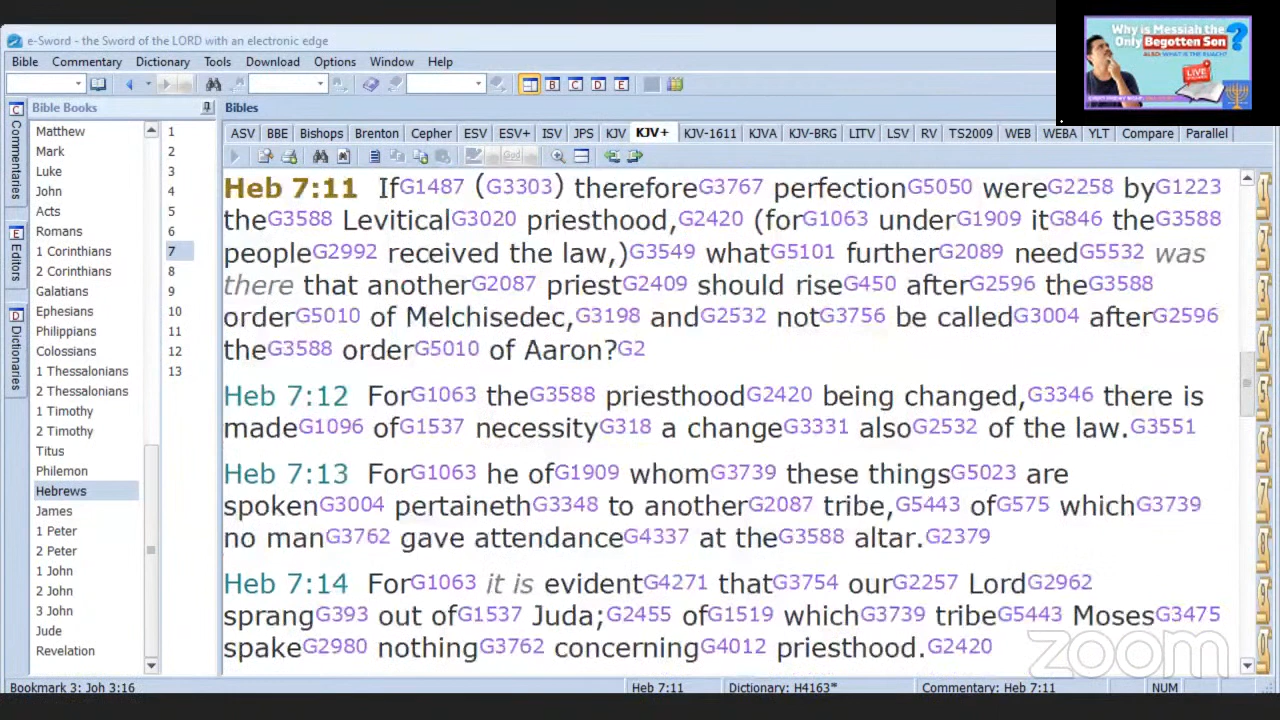 e-Sword - the Sword of the LORD with an electronic edge
Bible Commentary Dictionary Tools Download Options Window Help
Why is Messiah the
Only Begotten Son
?
ALSO: WHAT IS THE RUACH?
LIVE
B C D E
Bible Books
Bibles
ASV BBE Bishops Brenton Cepher ESV ESV+ ISV JPS KJV KJV+ KJV-1611 KJVA KJV-BRG LITV LSV RV TS2009 WEB WEBA YLT Compare Parallel
God
C Commentaries
E Editors
D Dictionaries
Matthew 1
Mark 2
Luke 3
John 4
Acts 5
Romans 6
1 Corinthians 7
2 Corinthians 8
Galatians 9
Ephesians 10
Philippians 11
Colossians 12
1 Thessalonians 13
2 Thessalonians
1 Timothy
2 Timothy
Titus
Philemon
Hebrews
James
1 Peter
2 Peter
1 John
2 John
3 John
Jude
Revelation
Heb 7:11 IfG1487 (G3303) thereforeG3767 perfectionG5050 wereG2258 byG1223
theG3588 LeviticalG3020 priesthood,G2420 (forG1063 underG1909 itG846 theG3588
peopleG2992 received the law,)G3549 whatG5101 furtherG2089 needG5532 was
there that anotherG2087 priestG2409 should riseG450 afterG2596 theG3588
orderG5010 of Melchisedec,G3198 andG2532 notG3756 be calledG3004 afterG2596
theG3588 orderG5010 of Aaron?G2
Heb 7:12 ForG1063 theG3588 priesthoodG2420 being changed,G3346 there is
madeG1096 ofG1537 necessityG318 a changeG3331 alsoG2532 of the law.G3551
Heb 7:13 ForG1063 he ofG1909 whomG3739 these thingsG5023 are
spokenG3004 pertainethG3348 to anotherG2087 tribe,G5443 ofG575 whichG3739
no manG3762 gave attendanceG4337 at theG3588 altar.G2379
Heb 7:14 ForG1063 it is evidentG4271 thatG3754 ourG2257 LordG2962
sprangG393 out ofG1537 Juda;G2455 ofG1519 whichG3739 tribeG5443 MosesG3475
spakeG2980 nothingG3762 concerningG4012 priesthood.G2420
zoom
Bookmark 3: Joh 3:16 Heb 7:11 Dictionary: H4163* Commentary: Heb 7:11 NUM